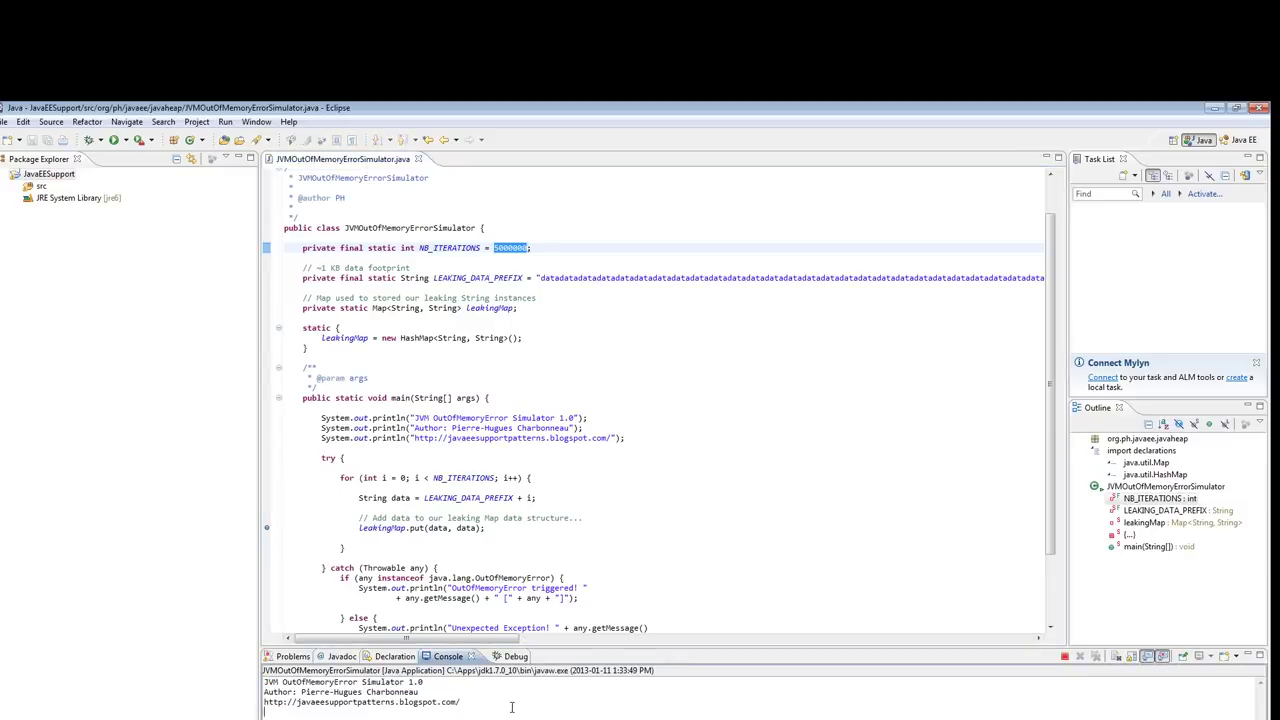 Java - JavaEESupport/src/org/ph/javaee/javaheap/JVMOutOfMemoryErrorSimulator.java - Eclipse
File Edit Source Refactor Navigate Search Project Run Window Help
Java Java EE
Package Explorer
JavaEESupport
src
JRE System Library [jre6]
JVMOutOfMemoryErrorSimulator.java
* JVMOutOfMemoryErrorSimulator
*
* @author PH
*
*/
public class JVMOutOfMemoryErrorSimulator {
private final static int NB_ITERATIONS = 5000000;
// ~1 KB data footprint
private final static String LEAKING_DATA_PREFIX = "datadatadatadatadatadatadatadatadatadatadatadatadatadatadatadatadatadatadatadatadatadatadatadatadatadatadatadatadata
// Map used to stored our leaking String instances
private static Map<String, String> leakingMap;
static {
leakingMap = new HashMap<String, String>();
}
/**
* @param args
*/
public static void main(String[] args) {
System.out.println("JVM OutOfMemoryError Simulator 1.0");
System.out.println("Author: Pierre-Hugues Charbonneau");
System.out.println("http://javaeesupportpatterns.blogspot.com/");
try {
for (int i = 0; i < NB_ITERATIONS; i++) {
String data = LEAKING_DATA_PREFIX + i;
// Add data to our leaking Map data structure...
leakingMap.put(data, data);
}
} catch (Throwable any) {
if (any instanceof java.lang.OutOfMemoryError) {
System.out.println("OutOfMemoryError triggered! "
+ any.getMessage() + " [" + any + "]");
} else {
System.out.println("Unexpected Exception! " + any.getMessage()
Task List
Find All Activate...
Connect Mylyn
Connect to your task and ALM tools or create a
local task.
Outline
org.ph.javaee.javaheap
import declarations
java.util.Map
java.util.HashMap
JVMOutOfMemoryErrorSimulator
NB_ITERATIONS : int
LEAKING_DATA_PREFIX : String
leakingMap : Map<String, String>
{...}
main(String[]) : void
Problems Javadoc Declaration Console Debug
JVMOutOfMemoryErrorSimulator [Java Application] C:\Apps\jdk1.7.0_10\bin\javaw.exe (2013-01-11 1:33:49 PM)
JVM OutOfMemoryError Simulator 1.0
Author: Pierre-Hugues Charbonneau
http://javaeesupportpatterns.blogspot.com/